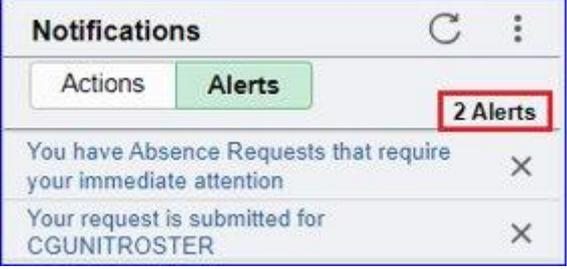 Notifications
Actions Alerts
2 Alerts
You have Absence Requests that require
your immediate attention
Your request is submitted for
CGUNITROSTER